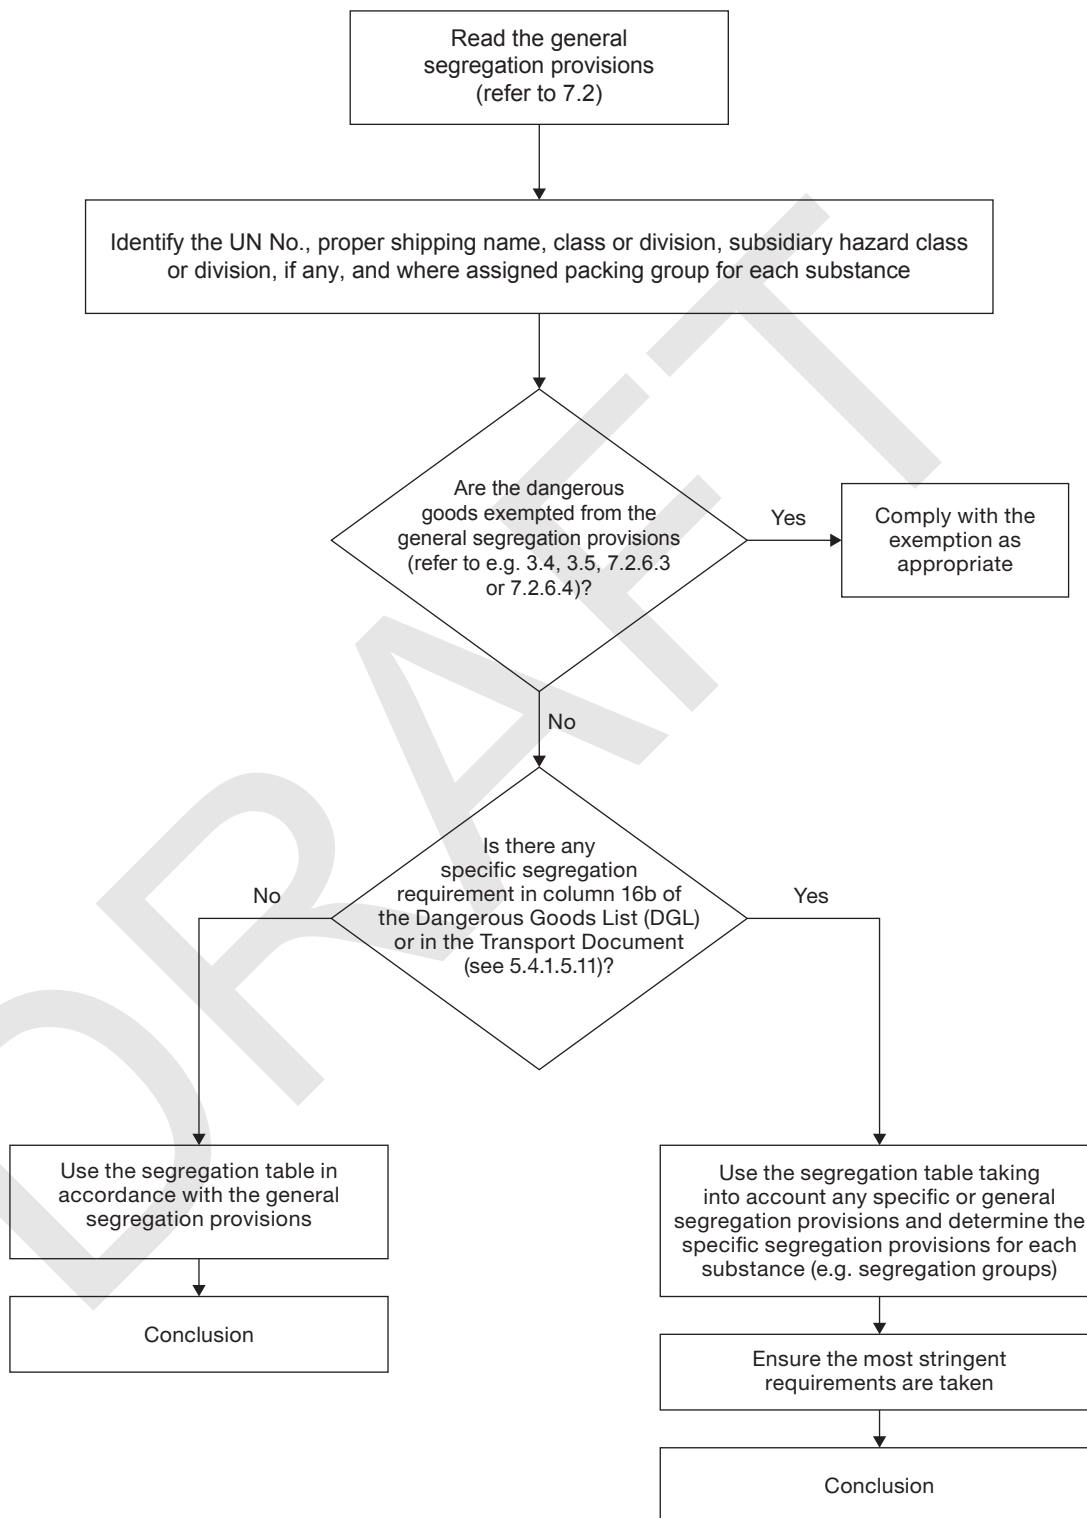 Read the general
segregation provisions
(refer to 7.2)
Identify the UN No., proper shipping name, class or division, subsidiary hazard class
or division, if any, and where assigned packing group for each substance
Are the dangerous
goods exempted from the
general segregation provisions
(refer to e.g. 3.4, 3.5, 7.2.6.3
or 7.2.6.4)?
Yes
Comply with the
exemption as
appropriate
No
Is there any
specific segregation
requirement in column 16b of
the Dangerous Goods List (DGL)
or in the Transport Document
(see 5.4.1.5.11)?
No
Yes
Use the segregation table in
accordance with the general
segregation provisions
Conclusion
Use the segregation table taking
into account any specific or general
segregation provisions and determine the
specific segregation provisions for each
substance (e.g. segregation groups)
Ensure the most stringent
requirements are taken
Conclusion
DRAFT